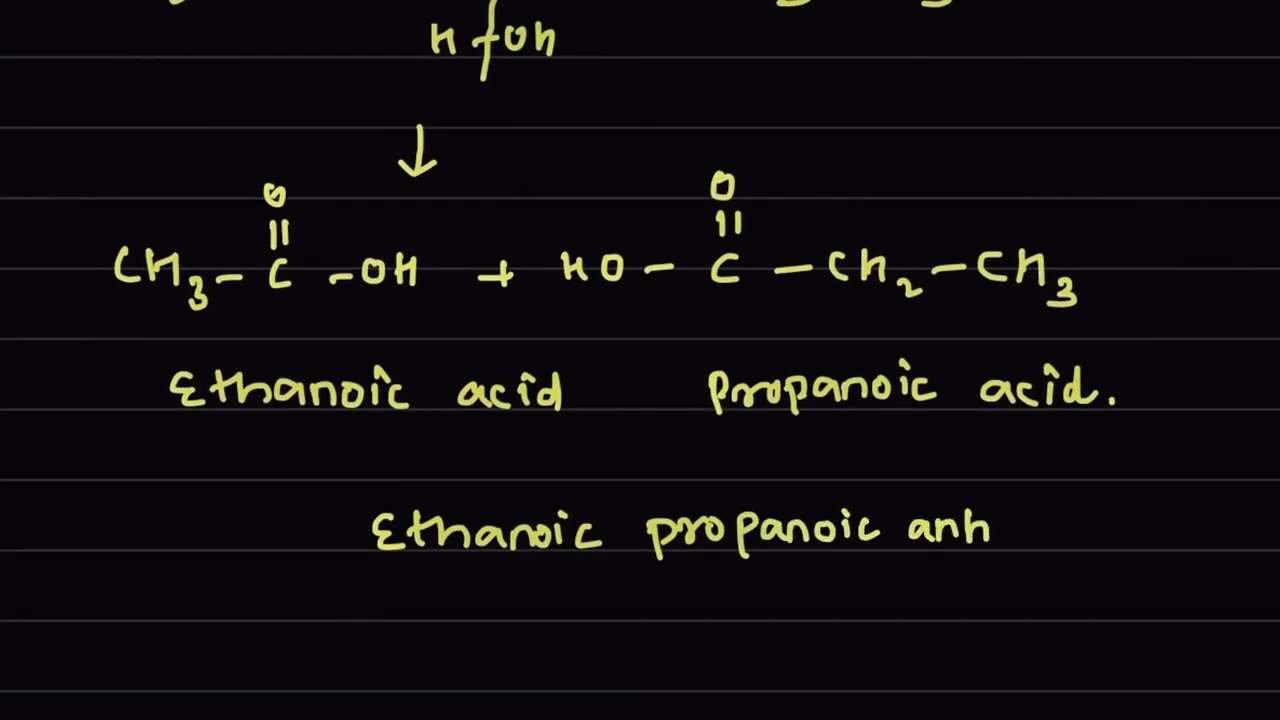 H OH
O O
|| ||
CH3 - C - OH + HO - C - CH2 - CH3
Ethanoic acid propanoic acid.
Ethanoic propanoic anh